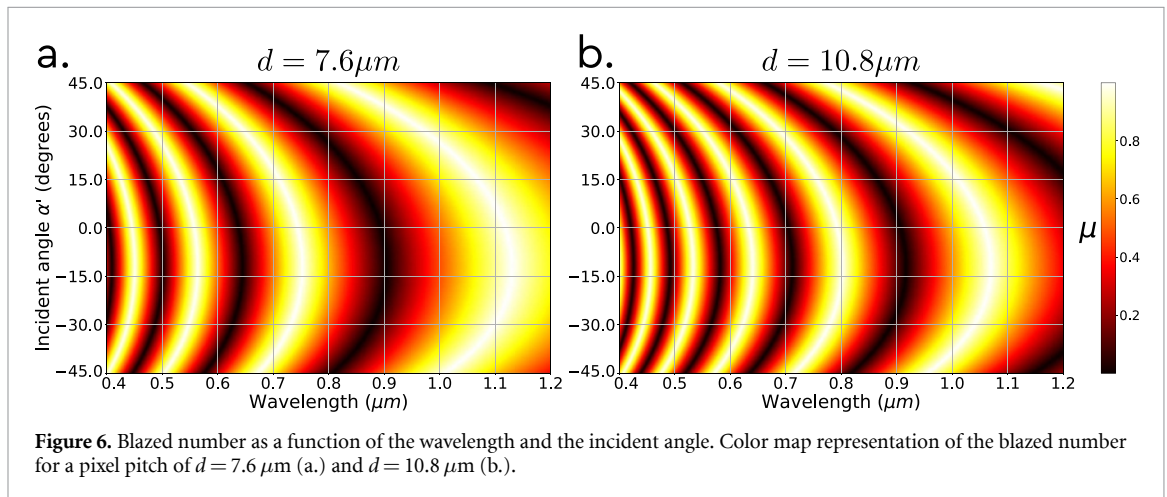 a.
d = 7.6μm
b.
d = 10.8μm
45.0
30.0
15.0
0.0
−15.0
−30.0
−45.0
Incident angle α' (degrees)
0.4 0.5 0.6 0.7 0.8 0.9 1.0 1.1 1.2
Wavelength (μm)
45.0
30.0
15.0
0.0
−15.0
−30.0
−45.0
0.4 0.5 0.6 0.7 0.8 0.9 1.0 1.1 1.2
Wavelength (μm)
μ
0.8
0.6
0.4
0.2
Figure 6. Blazed number as a function of the wavelength and the incident angle. Color map representation of the blazed number
for a pixel pitch of d = 7.6 μm (a.) and d = 10.8 μm (b.).